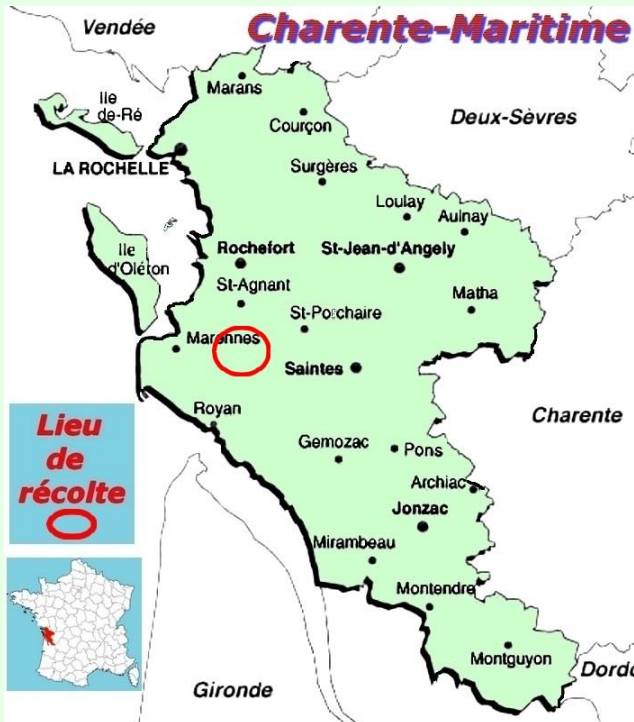 Charente-Maritime
Vendée
Marans
Ile
de-Ré
Courçon
Deux-Sèvres
LA ROCHELLE
Surgères
Loulay
Aulnay
Ile
d'Oléron
Rochefort
St-Jean-d'Angely
St-Agnant
Matha
St-Porchaire
Marennes
Saintes
Royan
Charente
Lieu
de
récolte
Gemozac
Pons
Archiac
Jonzac
Mirambeau
Montendre
Montguyon
Dordo
Gironde